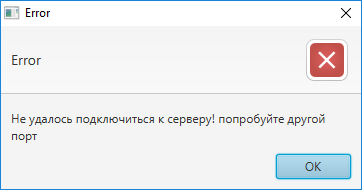 Error
Error
Не удалось подключиться к серверу! попробуйте другой
порт
OK